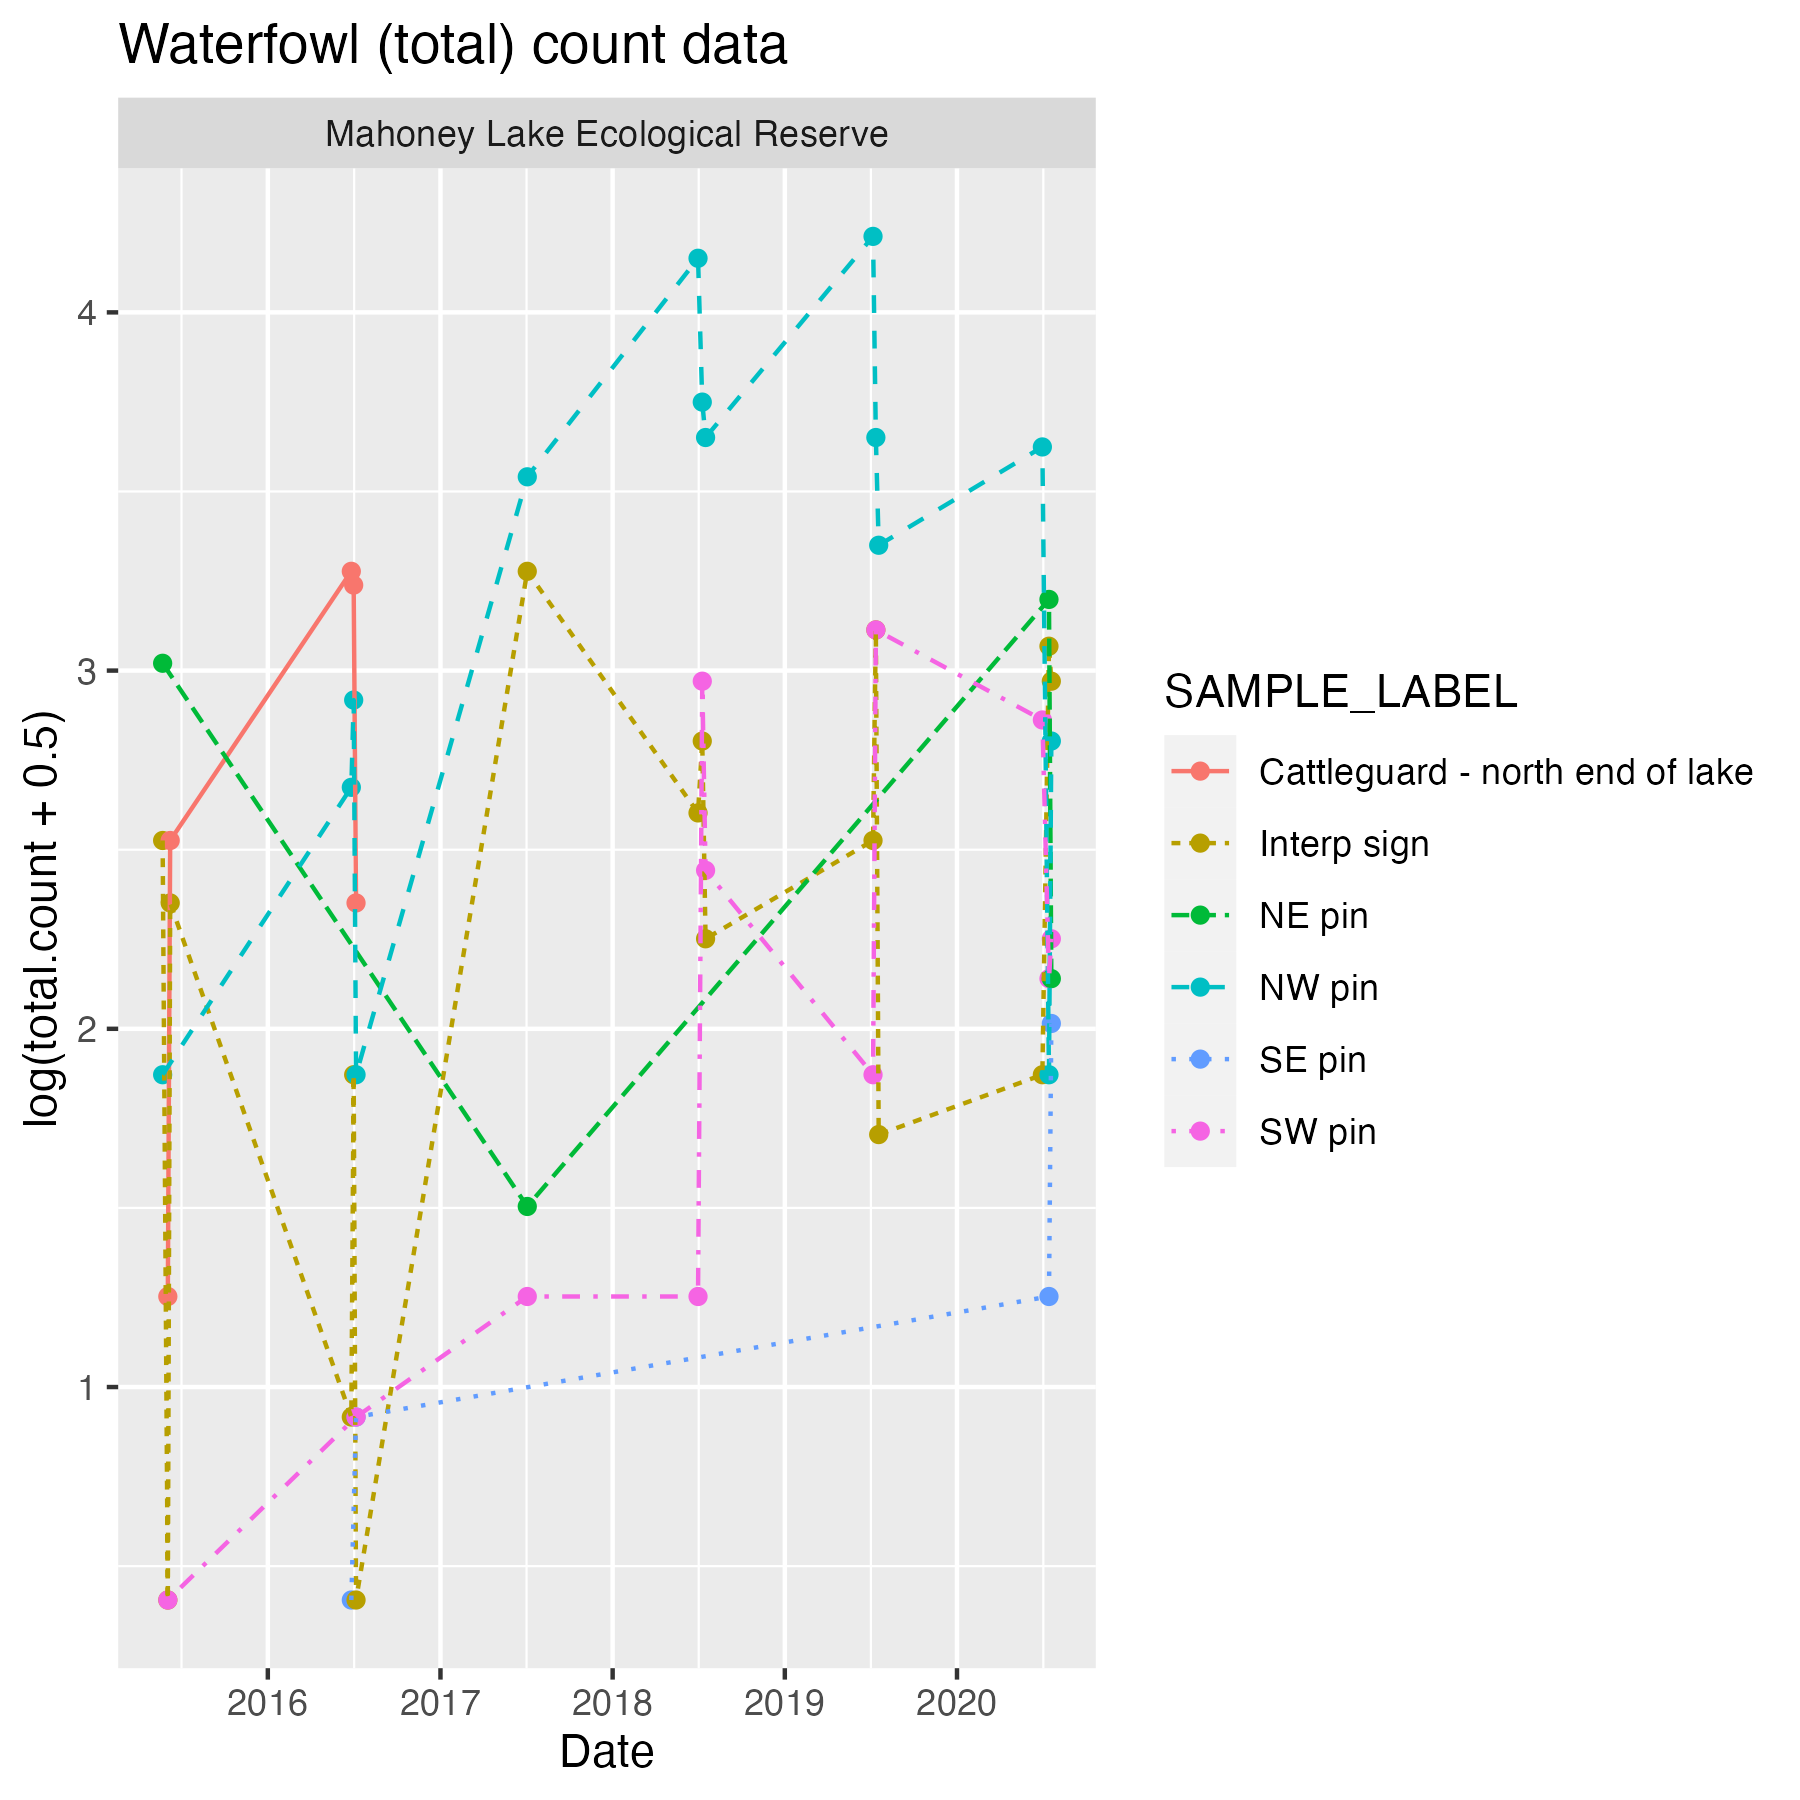 Waterfowl (total) count data
Mahoney Lake Ecological Reserve
log(total.count + 0.5)
4
3
2
1
2016 2017 2018 2019 2020
Date
SAMPLE_LABEL
Cattleguard - north end of lake
Interp sign
NE pin
NW pin
SE pin
SW pin